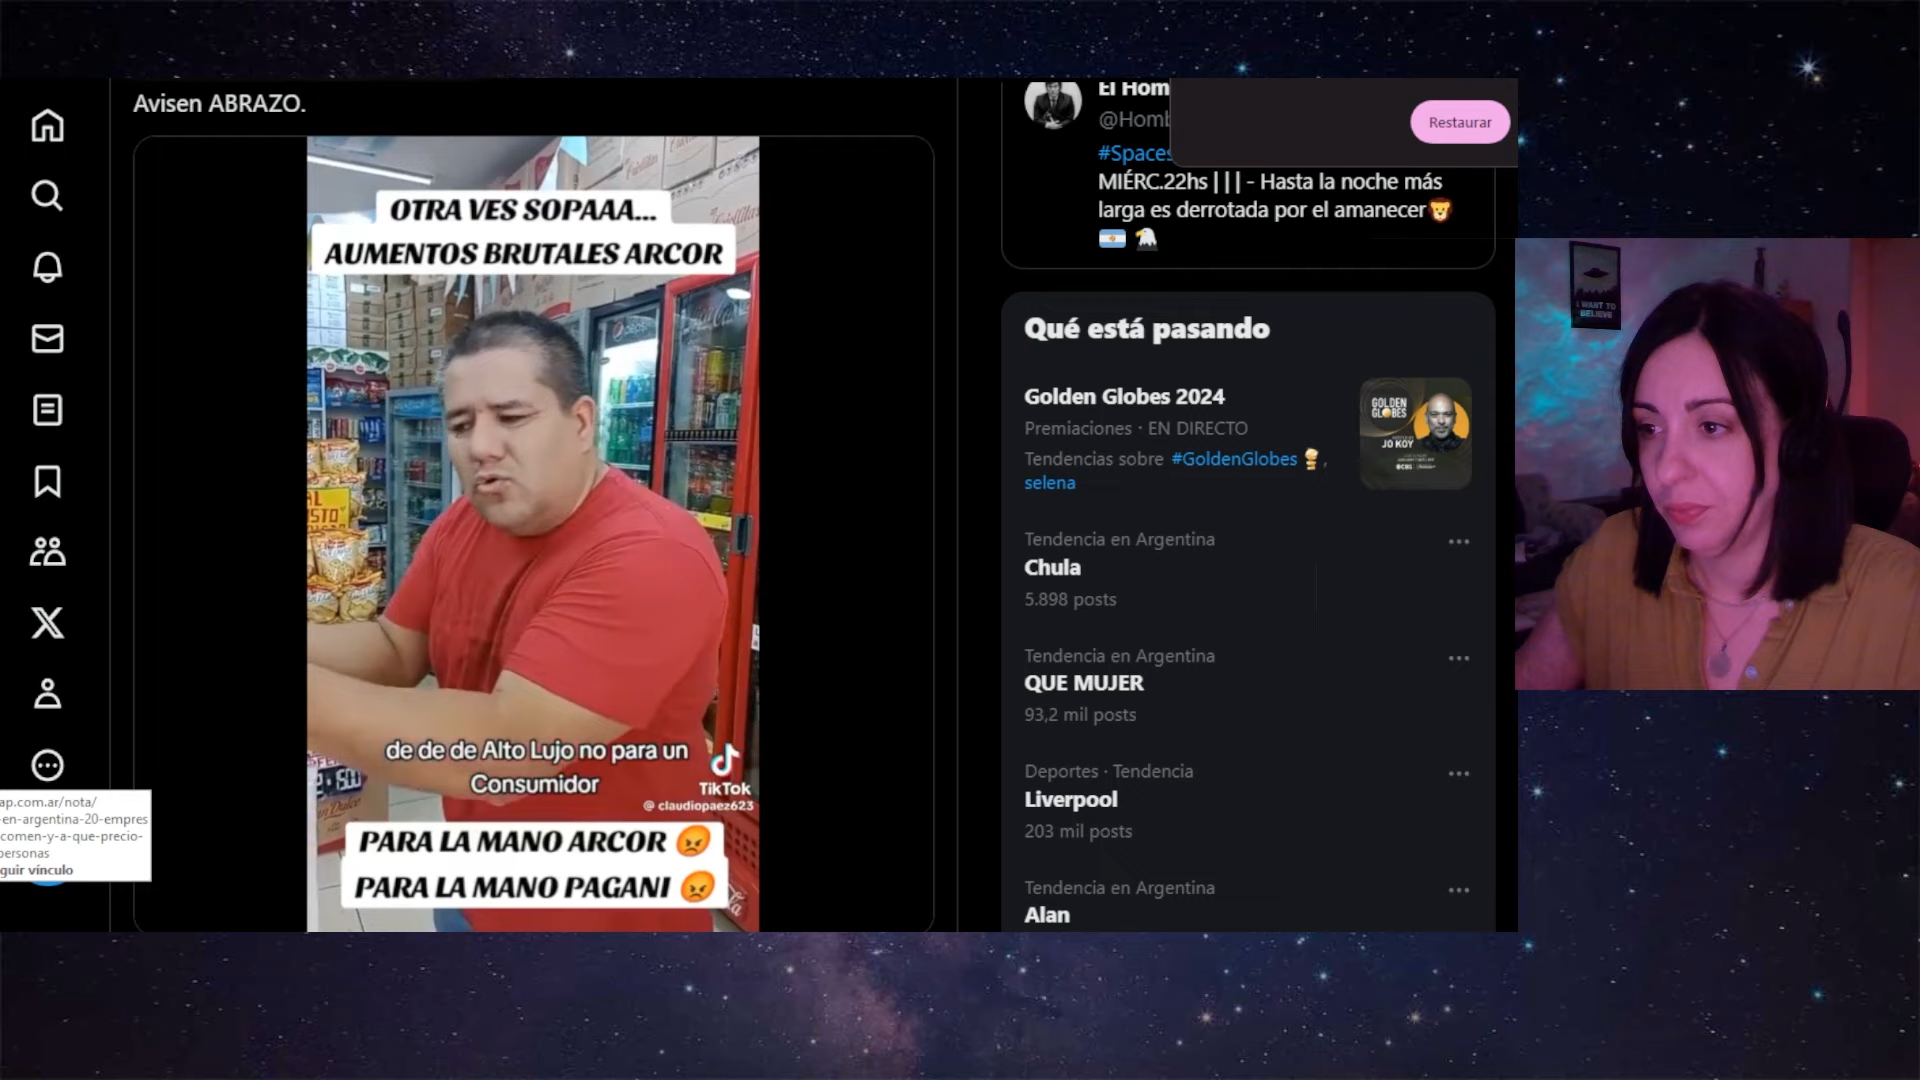 Avisen ABRAZO.
OTRA VES SOPAAA...
AUMENTOS BRUTALES ARCOR
de de de Alto Lujo no para un
Consumidor
TikTok
@ claudiopaez623
PARA LA MANO ARCOR
PARA LA MANO PAGANI
ap.com.ar/nota/
-en-argentina-20-empres
comen-y-a-que-precio-
personas
guir vínculo
El Hom
@Homb
#Spaces
MIÉRC.22hs | | | - Hasta la noche más
larga es derrotada por el amanecer
Restaurar
Qué está pasando
Golden Globes 2024
Premiaciones · EN DIRECTO
Tendencias sobre #GoldenGlobes ,
selena
GOLDEN
GLOBES
JO KOY
Tendencia en Argentina
Chula
5.898 posts
Tendencia en Argentina
QUE MUJER
93,2 mil posts
Deportes · Tendencia
Liverpool
203 mil posts
Tendencia en Argentina
Alan
I WANT TO
BELIEVE